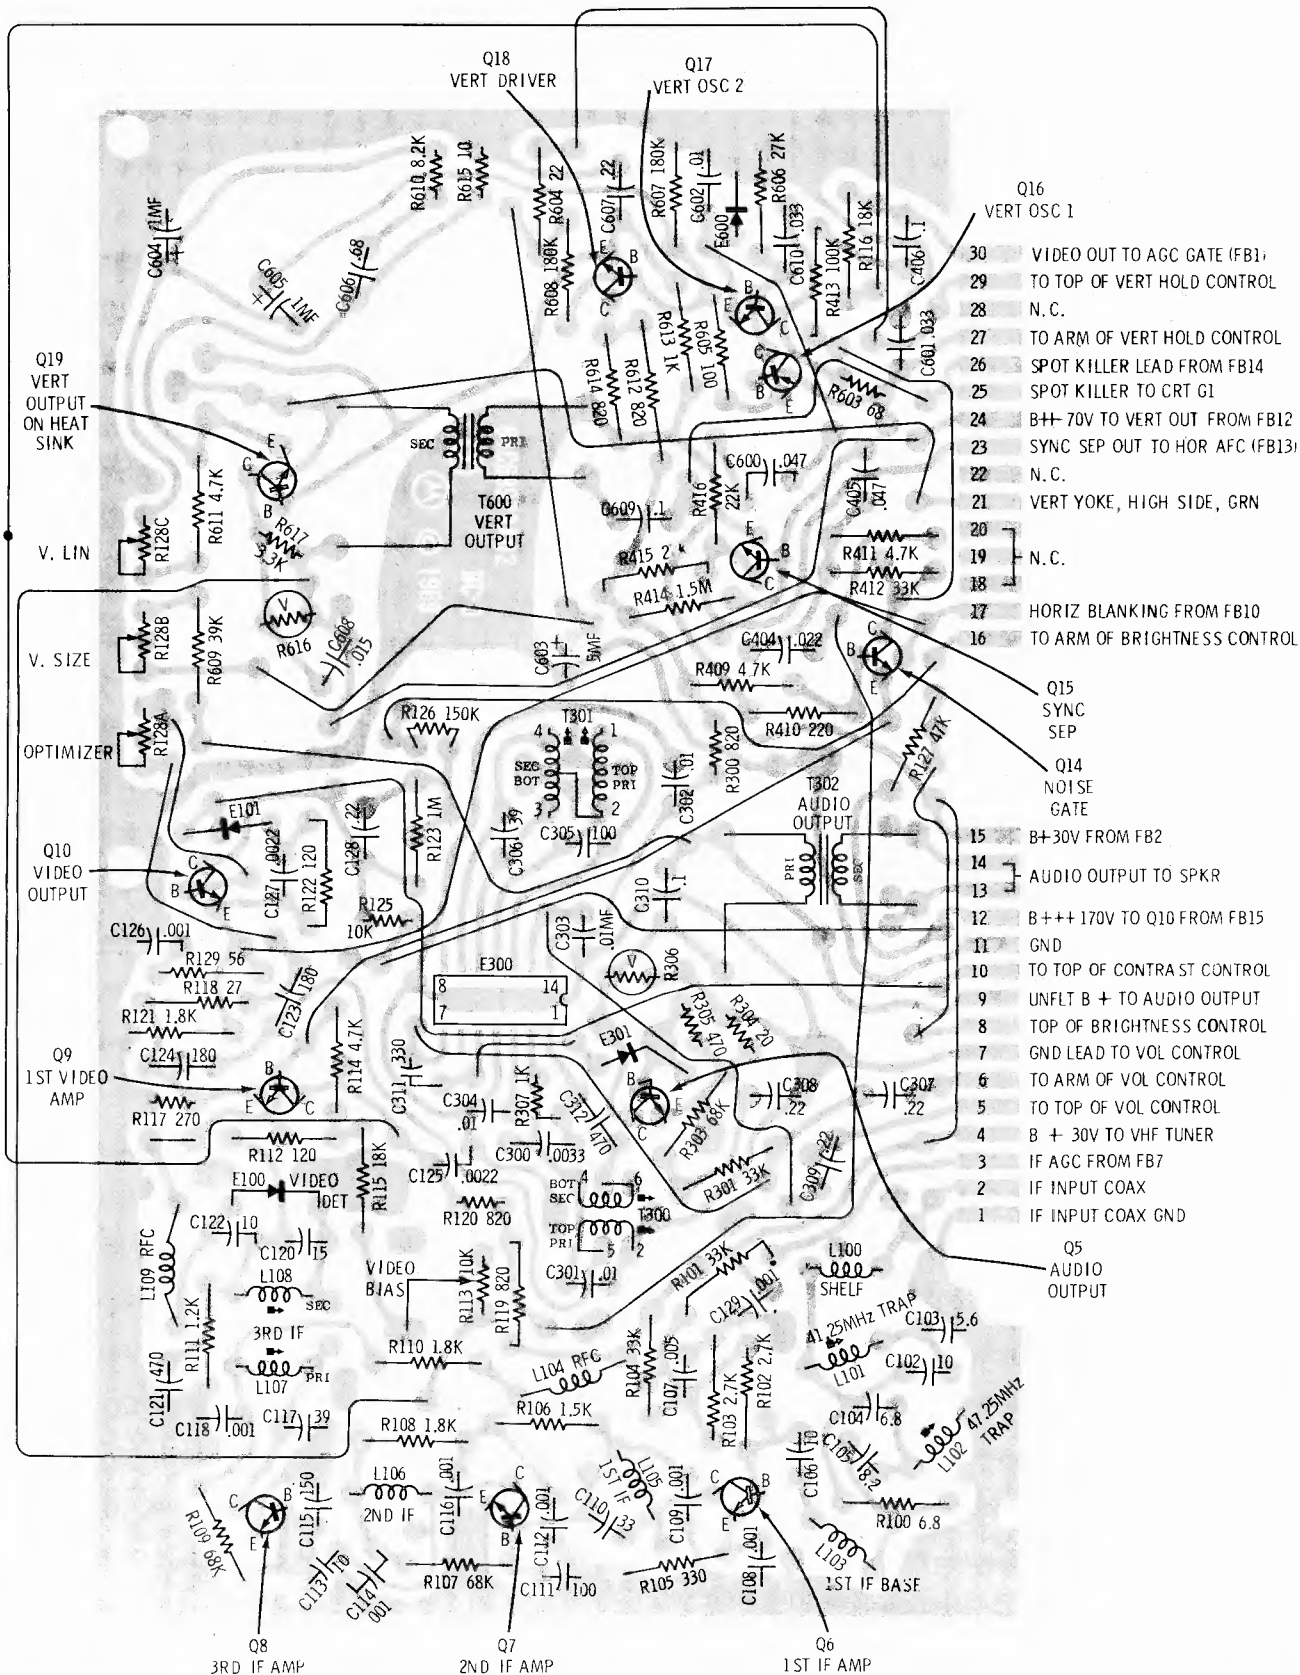 Q18
VERT DRIVER
Q17
VERT OSC 2
Q16
VERT OSC 1
R610 8.2K
R615 10
R604 22
C607 .22
R607 180K
C602 .01
E600
R606 27K
C610 .033
R413 100K
R116 18K
C406 .1
C604 1MF
C605 1MF
C606 .68
R608 180K
E
B
C
R613 1K
R605 100
B
E
C
C
B
E
C601 .033
R603 68
R614 820
R612 820
30 VIDEO OUT TO AGC GATE (FB1)
29 TO TOP OF VERT HOLD CONTROL
28 N.C.
27 TO ARM OF VERT HOLD CONTROL
26 SPOT KILLER LEAD FROM FB14
25 SPOT KILLER TO CRT G1
24 B++ 70V TO VERT OUT FROM FB12
23 SYNC SEP OUT TO HOR AFC (FB13)
22 N.C.
21 VERT YOKE, HIGH SIDE, GRN
20
19 N.C.
18
17 HORIZ BLANKING FROM FB10
16 TO ARM OF BRIGHTNESS CONTROL
Q19
VERT
OUTPUT
ON HEAT
SINK
E
C
B
SEC
PRI
T600
VERT
OUTPUT
R611 4.7K
R617
3.3K
V. LIN
R128C
C600 .047
R416
22K
C405
.047
C609 .1
R415 2
R414 1.5M
E
B
C
R411 4.7K
R412 33K
V
R616
C608
.015
V. SIZE
R128B
R609 39K
C603 5MF
C404 .022
R409 4.7K
R410 220
C
B
E
Q15
SYNC
SEP
Q14
NOISE
GATE
OPTIMIZER
R128A
R126 150K
T301
4 1
SEC
BOT
TOP
PRI
3 2
C305 100
C306 39
R300 820
C302 .01
R127 47K
T302
AUDIO
OUTPUT
PRI
SEC
E101
Q10
VIDEO
OUTPUT
C
B
E
C127 .0022
R122 120
C128 .22
R123 1M
R125
10K
C310 .1
C303
.01MF
V
R306
15 B+30V FROM FB2
14
13 AUDIO OUTPUT TO SPKR
12 B+++ 170V TO Q10 FROM FB15
11 GND
10 TO TOP OF CONTRAST CONTROL
9 UNFLT B + TO AUDIO OUTPUT
8 TOP OF BRIGHTNESS CONTROL
7 GND LEAD TO VOL CONTROL
6 TO ARM OF VOL CONTROL
5 TO TOP OF VOL CONTROL
4 B + 30V TO VHF TUNER
3 IF AGC FROM FB7
2 IF INPUT COAX
1 IF INPUT COAX GND
C126 .001
R129 56
R118 27
R121 1.8K
C123 180
C124 180
E300
8 14
7 1
R305 470
R304 20
E301
Q9
1ST VIDEO
AMP
B
E
C
R114 4.7K
C311 330
R117 270
R112 120
C304
.01
R307 1K
C312
470
B
E
C
R303 68K
C308
.22
C307
.22
C300 .0033
C125 .0022
R120 820
R301 33K
C309 .22
E100 VIDEO
DET
R115 18K
BOT
SEC
4 6
T300
TOP
PRI
5 2
C301 .01
L109 RFC
C122 10
C120 15
L108
SEC
3RD IF
L107
PRI
R111 1.2K
C121 470
C118 .001
C117 39
VIDEO
BIAS
R113 10K
R119 820
R110 1.8K
R108 1.8K
L104 RFC
R106 1.5K
R104 33K
C107 .005
R101 33K
C129 .001
R103 2.7K
R102 2.7K
L100
SHELF
Q5
AUDIO
OUTPUT
41.25MHz TRAP
L101
C103 5.6
C102 10
C104 6.8
C105
8.2
C106 10
47.25MHz
TRAP
L102
R100 6.8
L103
1ST IF BASE
C
B
E
R109 68K
C115 150
C113 10
C114
001
L106
2ND IF
C116 .001
R107 68K
C
E
B
C112 .001
C111 100
C110 33
L105
1ST IF
C109 .001
R105 330
C
B
E
C108 .001
Q8
3RD IF AMP
Q7
2ND IF AMP
Q6
1ST IF AMP